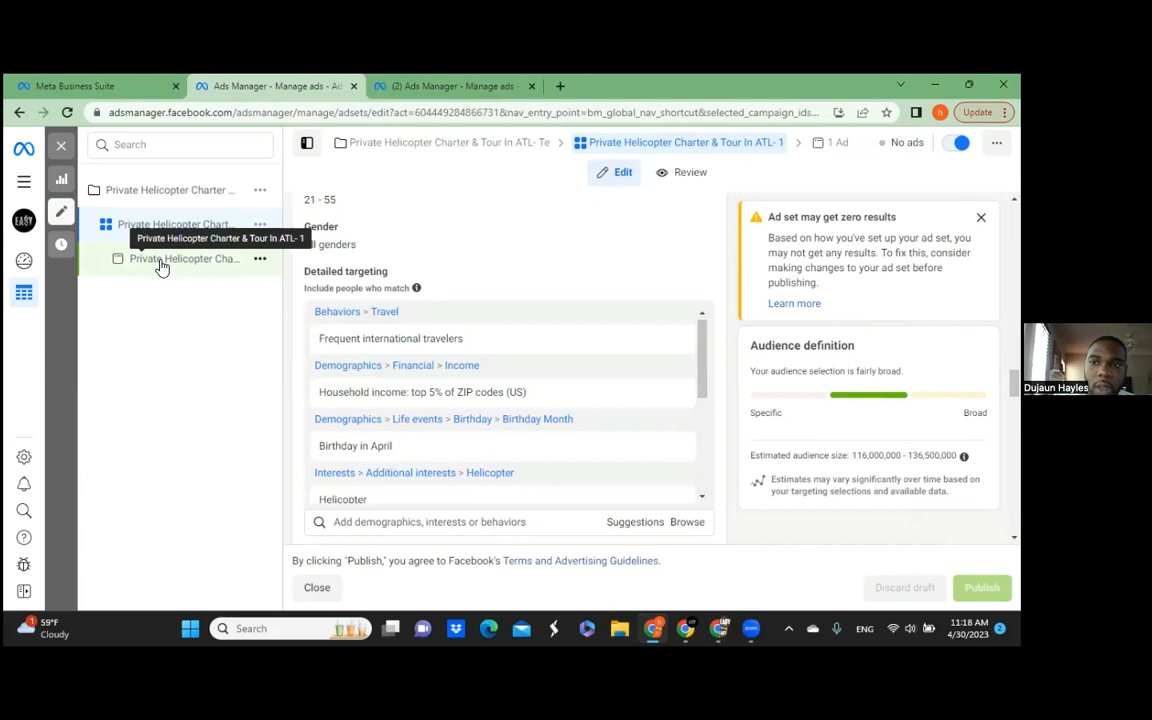 Meta Business Suite
Ads Manager - Manage ads - Ad
(2) Ads Manager - Manage ads -
adsmanager.facebook.com/adsmanager/manage/adsets/edit?act=604449284866731&nav_entry_point=bm_global_nav_shortcut&selected_campaign_ids...
h
Update
Search
Private Helicopter Charter & Tour In ATL- Te
Private Helicopter Charter & Tour In ATL- 1
1 Ad
No ads
Edit
Review
Private Helicopter Charter ...
Private Helicopter Chart...
Private Helicopter Charter & Tour In ATL- 1
Private Helicopter Cha...
EASY
21 - 55
Gender
ll genders
Detailed targeting
Include people who match
Behaviors > Travel
Frequent international travelers
Demographics > Financial > Income
Household income: top 5% of ZIP codes (US)
Demographics > Life events > Birthday > Birthday Month
Birthday in April
Interests > Additional interests > Helicopter
Helicopter
Add demographics, interests or behaviors
Suggestions
Browse
Ad set may get zero results
Based on how you've set up your ad set, you
may not get any results. To fix this, consider
making changes to your ad set before
publishing.
Learn more
Audience definition
Your audience selection is fairly broad.
Specific
Broad
Estimated audience size: 116,000,000 - 136,500,000
Estimates may vary significantly over time based on
your targeting selections and available data.
By clicking "Publish," you agree to Facebook's Terms and Advertising Guidelines.
Close
Discard draft
Publish
Dujaun Hayles
1
59°F
Cloudy
Search
ENG
11:18 AM
4/30/2023
2